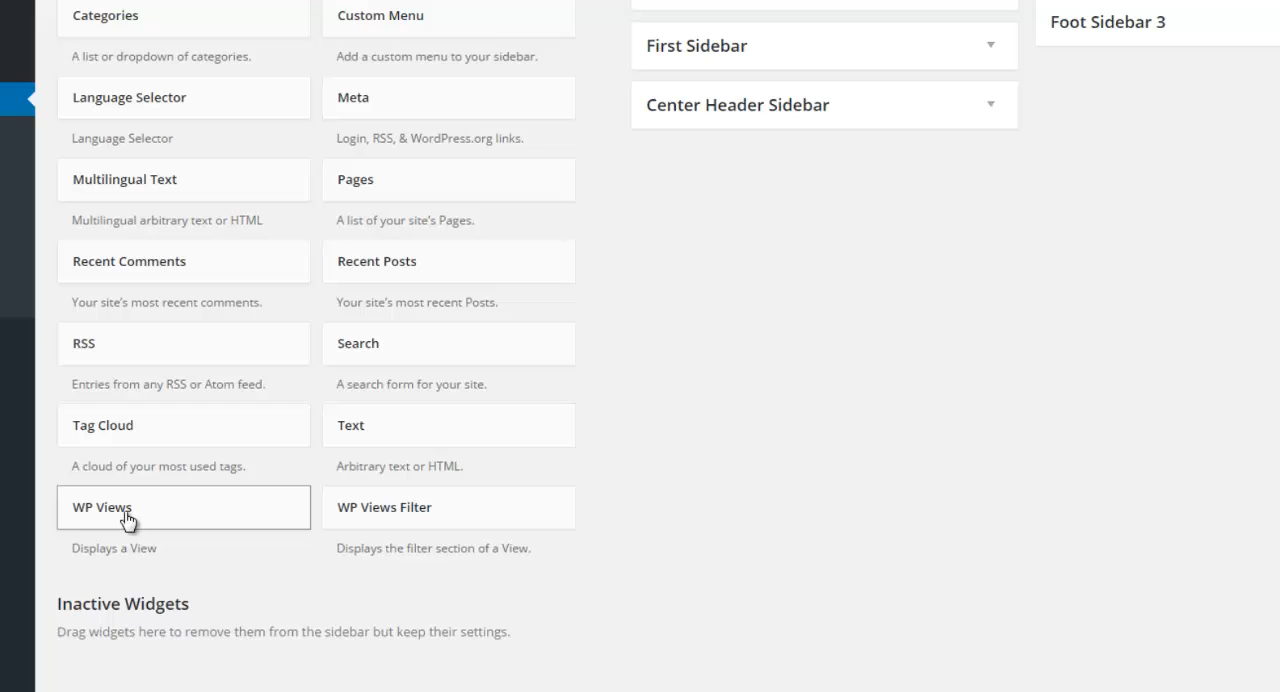 Categories
Custom Menu
A list or dropdown of categories.
Add a custom menu to your sidebar.
Language Selector
Meta
Language Selector
Login, RSS, & WordPress.org links.
Multilingual Text
Pages
Multilingual arbitrary text or HTML
A list of your site's Pages.
Recent Comments
Recent Posts
Your site's most recent comments.
Your site's most recent Posts.
RSS
Search
Entries from any RSS or Atom feed.
A search form for your site.
Tag Cloud
Text
A cloud of your most used tags.
Arbitrary text or HTML.
WP Views
WP Views Filter
Displays a View
Displays the filter section of a View.
Inactive Widgets
Drag widgets here to remove them from the sidebar but keep their settings.
First Sidebar
Center Header Sidebar
Foot Sidebar 3